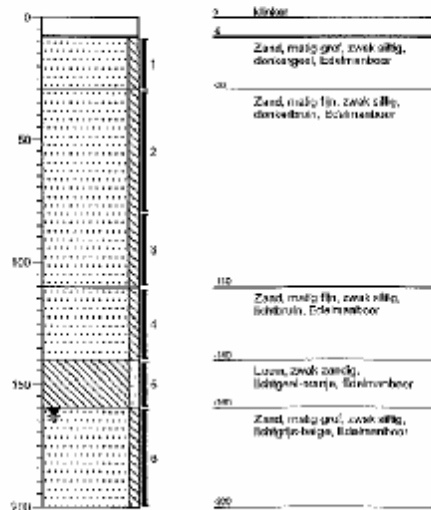 0
0 klinker
-8
Zand, matig grof, zwak siltig,
donkergeel, Edelmanboor
1
-30
Zand, matig fijn, zwak siltig,
donkerbruin, Edelmanboor
50
2
3
100
-110
Zand, matig fijn, zwak siltig,
lichtbruin, Edelmanboor
4
-140
Leem, zwak zandig,
lichtgeel-oranje, Edelmanboor
150
5
-160
Zand, matig grof, zwak siltig,
lichtgrijs-beige, Edelmanboor
6
200
-200